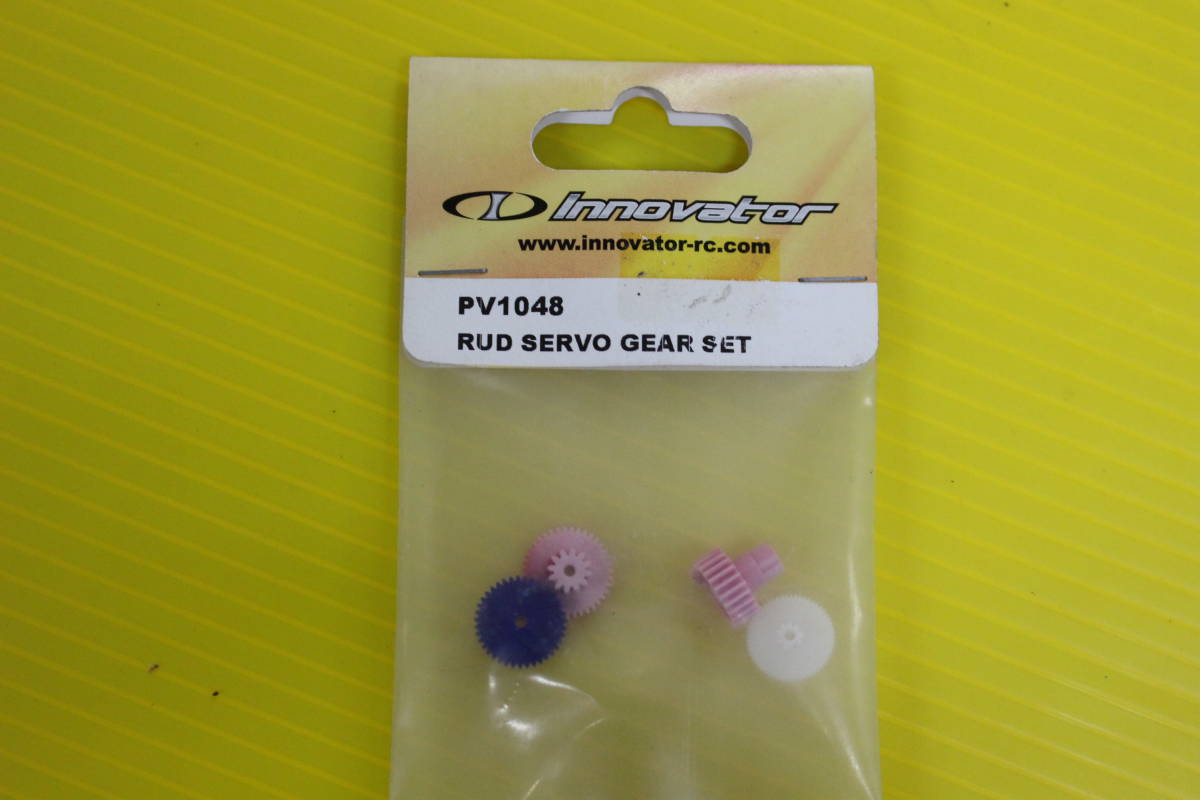 Innovator
www.innovator-rc.com
PV1048
RUD SERVO GEAR SET